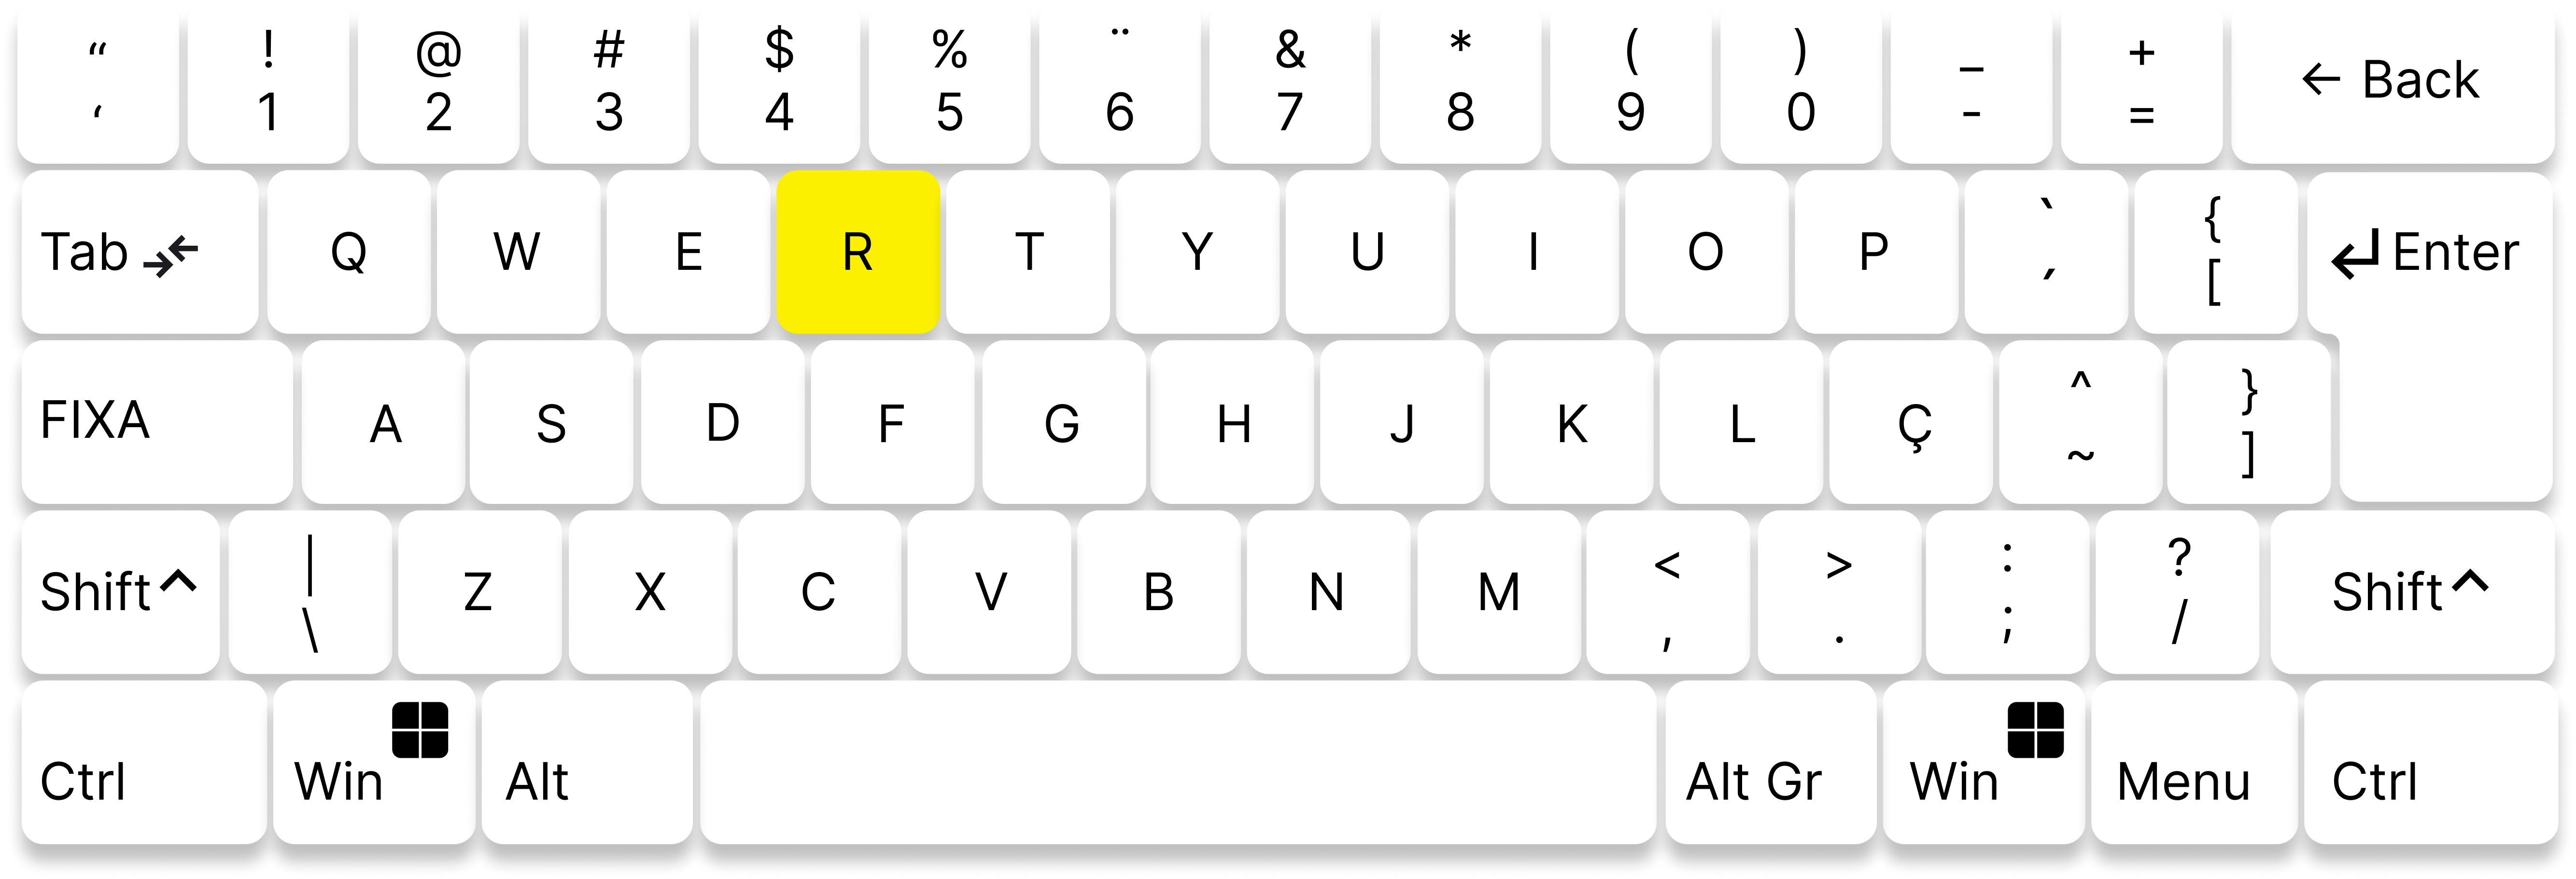 “ ! @ # $ % ¨ & * ( ) _ +
‘ 1 2 3 4 5 6 7 8 9 0 - = ← Back
Tab Q W E R T Y U I O P ` ´ { [ ↵ Enter
FIXA A S D F G H J K L Ç ^ ~ } ]
Shift ^ | \ Z X C V B N M < , > . : ; ? / Shift ^
Ctrl Win Alt Alt Gr Win Menu Ctrl